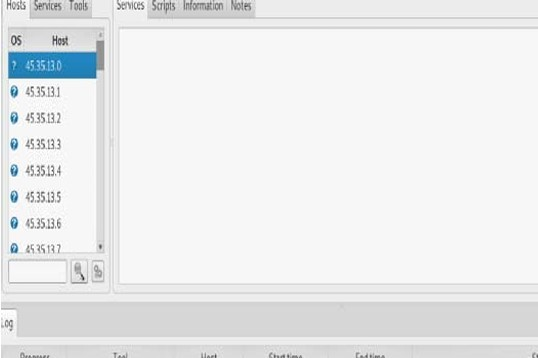 Hosts Services Tools
Services Scripts Information Notes
OS Host
? 45.35.13.0
? 45.35.13.1
? 45.35.13.2
? 45.35.13.3
? 45.35.13.4
? 45.35.13.5
? 45.35.13.6
? 45.35.13.7
Log
Progress Tool Host Start time End time St